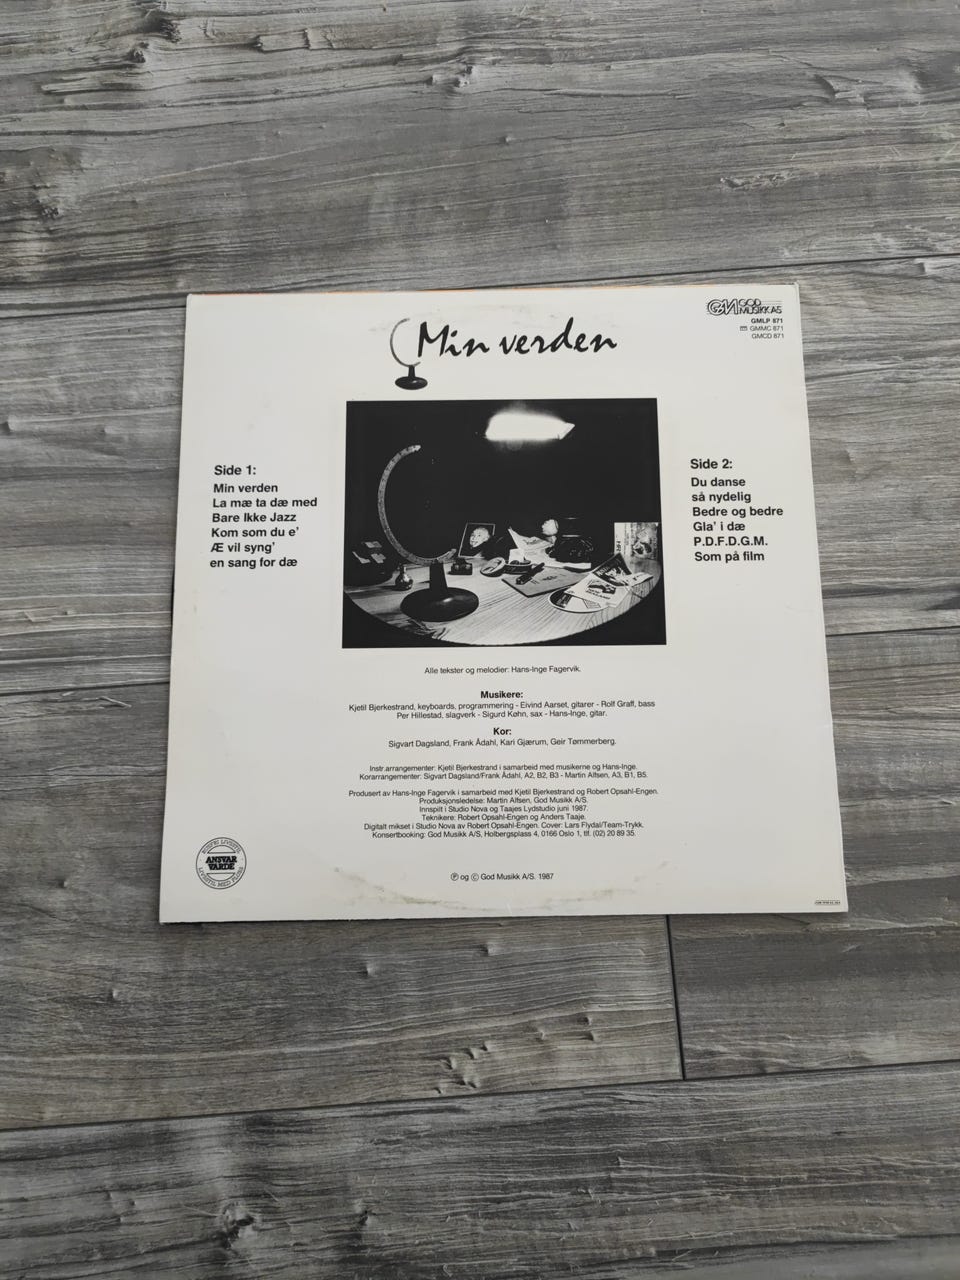 Min verden
GM GOD MUSIKK AS
GMLP 871
GMMC 871
GMCD 871
Side 1:
Min verden
La mæ ta dæ med
Bare Ikke Jazz
Kom som du e'
Æ vil syng'
en sang for dæ
Side 2:
Du danse
så nydelig
Bedre og bedre
Gla' i dæ
P.D.F.D.G.M.
Som på film
Alle tekster og melodier: Hans-Inge Fagervik.
Musikere:
Kjetil Bjerkestrand, keyboards, programmering - Eivind Aarset, gitarer - Rolf Graff, bass
Per Hillestad, slagverk - Sigurd Køhn, sax - Hans-Inge, gitar.
Kor:
Sigvart Dagsland, Frank Ådahl, Kari Gjærum, Geir Tømmerberg.
Instr.arrangementer: Kjetil Bjerkestrand i samarbeid med musikerne og Hans-Inge.
Korarrangementer: Sigvart Dagsland/Frank Ådahl, A2, B2, B3 - Martin Alfsen, A3, B1, B5.
Produsert av Hans-Inge Fagervik i samarbeid med Kjetil Bjerkestrand og Robert Opsahl-Engen.
Produksjonsledelse: Martin Alfsen, God Musikk A/S.
Innspilt i Studio Nova og Taajes Lydstudio juni 1987.
Teknikere: Robert Opsahl-Engen og Anders Taaje.
Digitalt mikset i Studio Nova av Robert Opsahl-Engen. Cover: Lars Flydal/Team-Trykk.
Konsertbooking: God Musikk A/S, Holbergsplass 4, 0166 Oslo 1, tlf. (02) 20 89 35.
ANSVAR
VARDE
LIVSSTIL MED
℗ og © God Musikk A/S. 1987